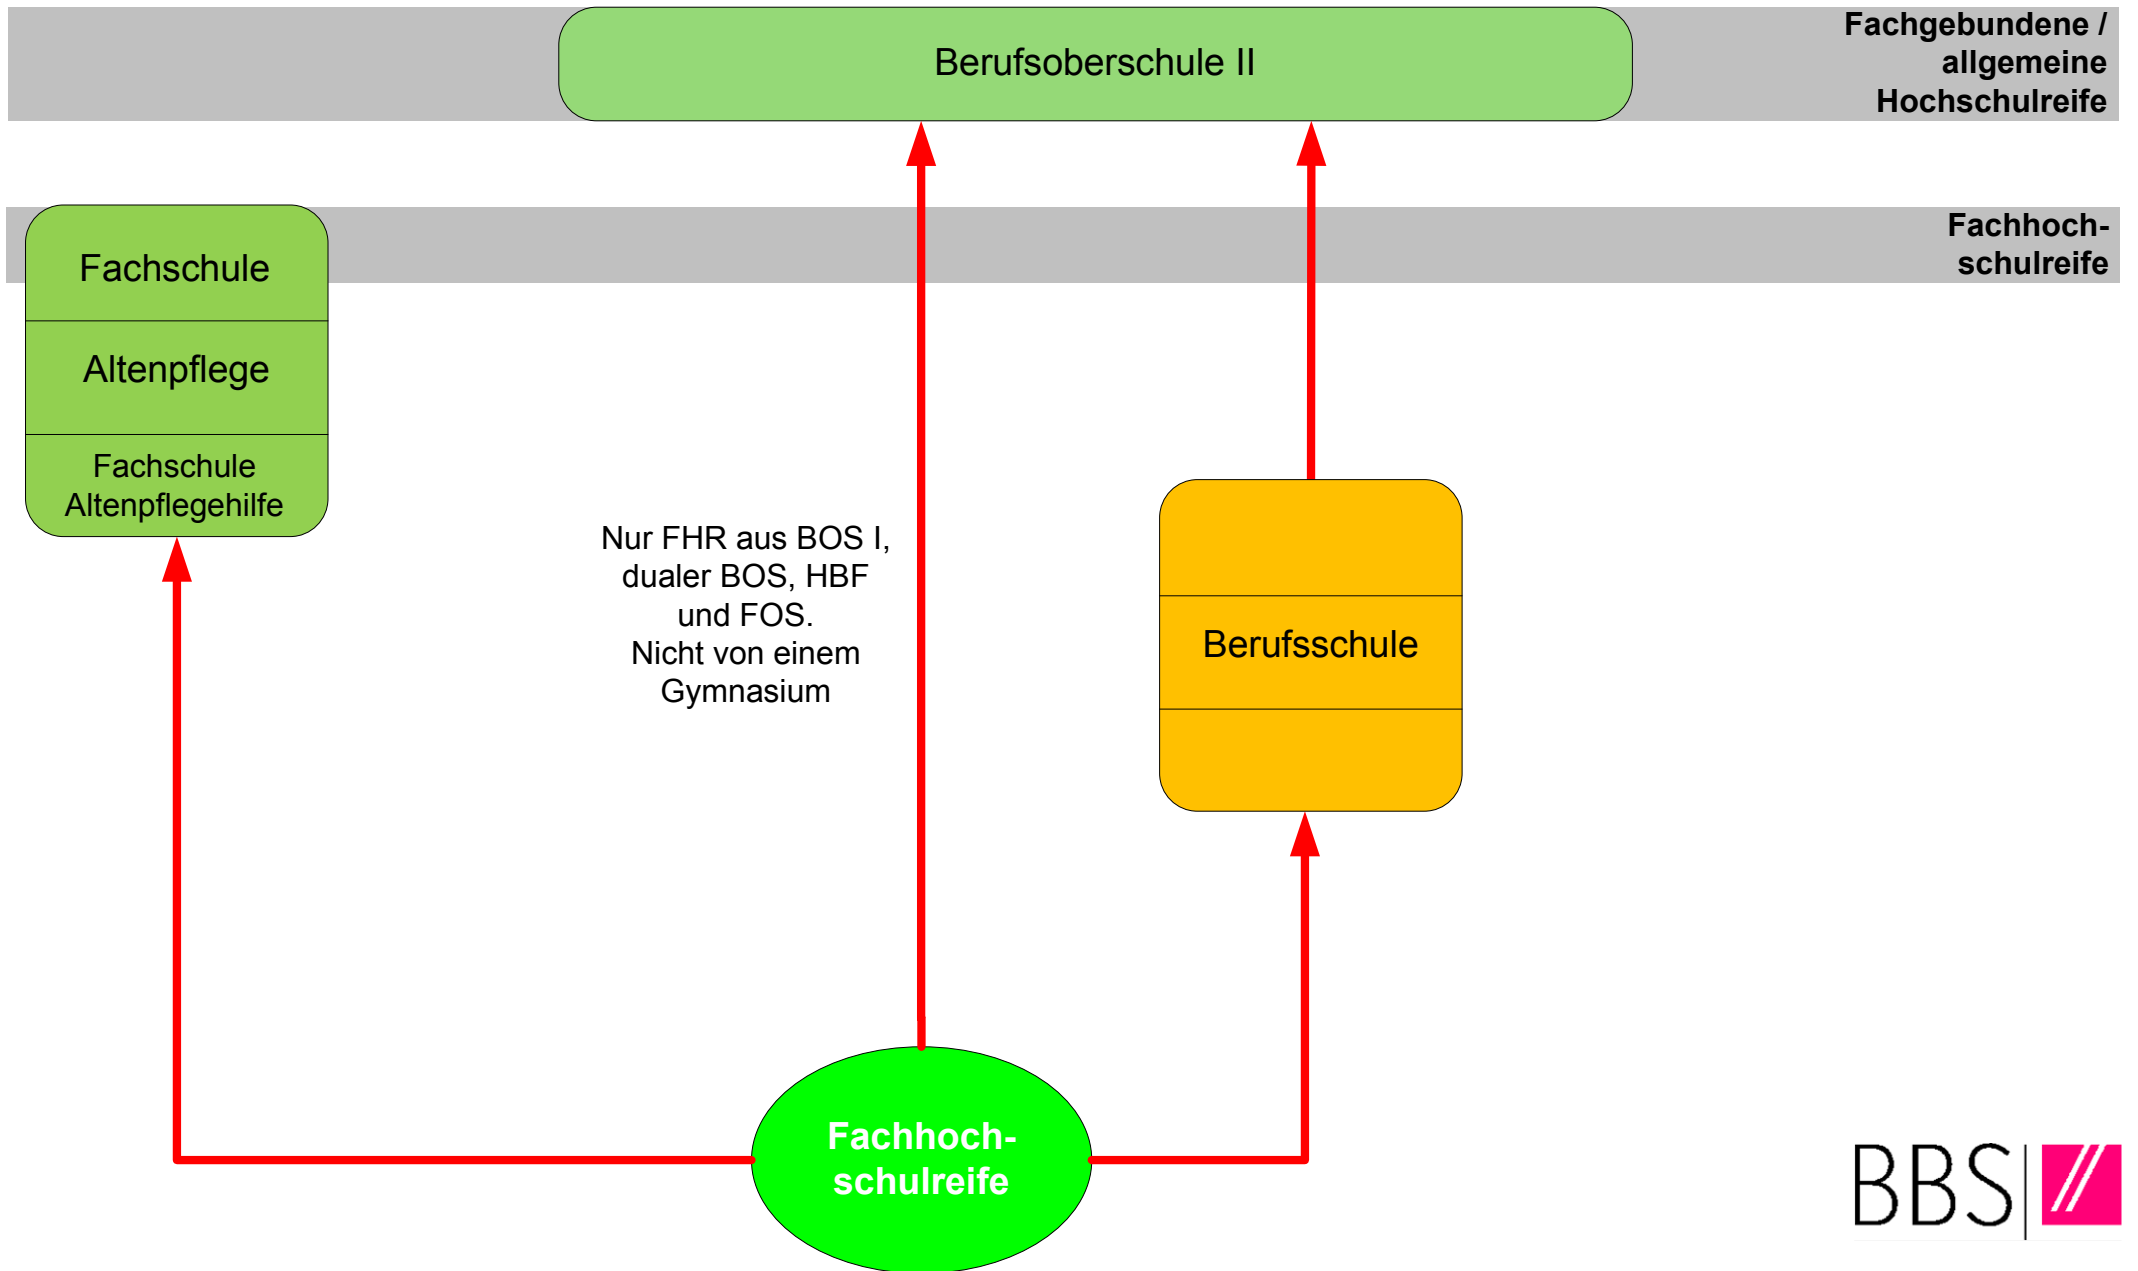 Berufsoberschule II
Fachgebundene /
allgemeine
Hochschulreife
Fachhoch-
schulreife
Fachschule
Altenpflege
Fachschule
Altenpflegehilfe
Nur FHR aus BOS I,
dualer BOS, HBF
und FOS.
Nicht von einem
Gymnasium
Berufsschule
Fachhoch-
schulreife
BBS